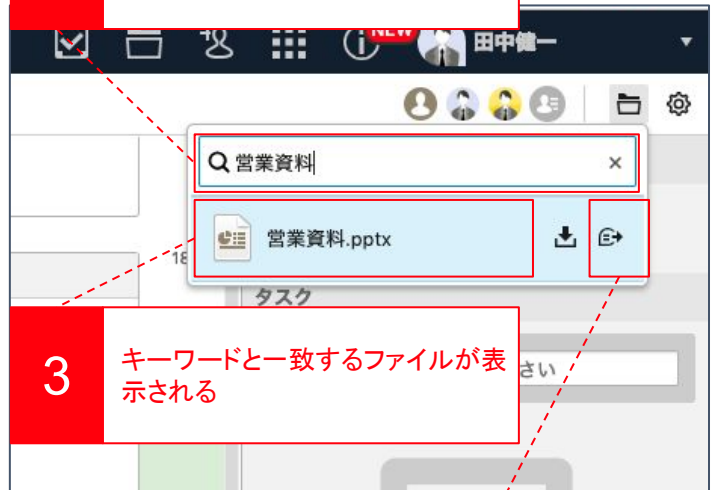 NEW
田中健一
営業資料
×
営業資料.pptx
18
タスク
3
キーワードと一致するファイルが表
示される
さい